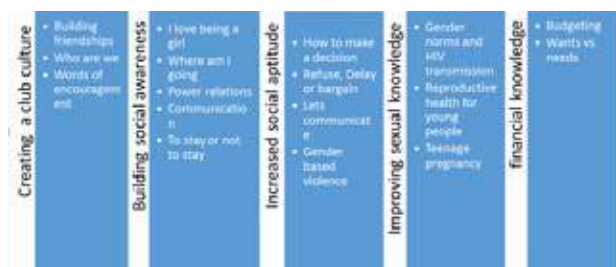 Creating a club culture
Building
friendships
Who are we
Words of
encouragem
ent
Building social awareness
I love being a
girl
Where am I
going
Power relations
Communicatio
n
To stay or not
to stay
Increased social aptitude
How to make
a decision
Refuse, Delay
or bargain
Lets
communicat
e
Gender
based
violence
Improving sexual knowledge
Gender
norms and
HIV
transmission
Reproductive
health for
young
people
Teenage
pregnancy
financial knowledge
Budgeting
Wants vs
needs